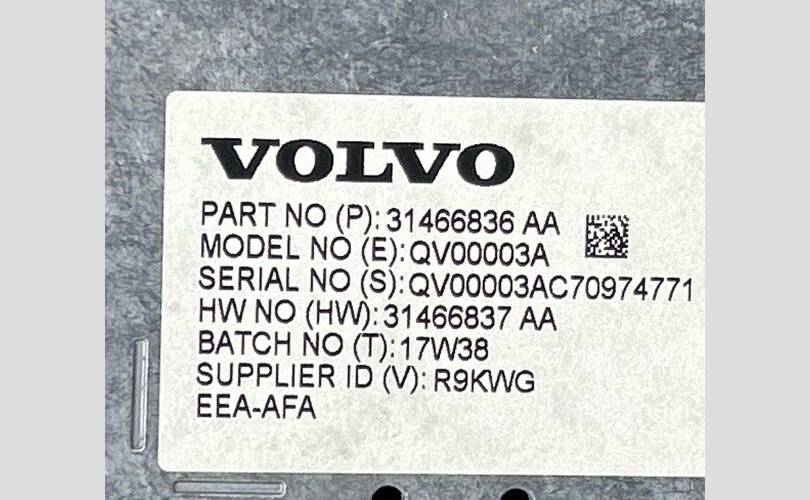 VOLVO
PART NO (P): 31466836 AA
MODEL NO (E): QV00003A
SERIAL NO (S): QV00003AC70974771
HW NO (HW): 31466837 AA
BATCH NO (T): 17W38
SUPPLIER ID (V): R9KWG
EEA-AFA